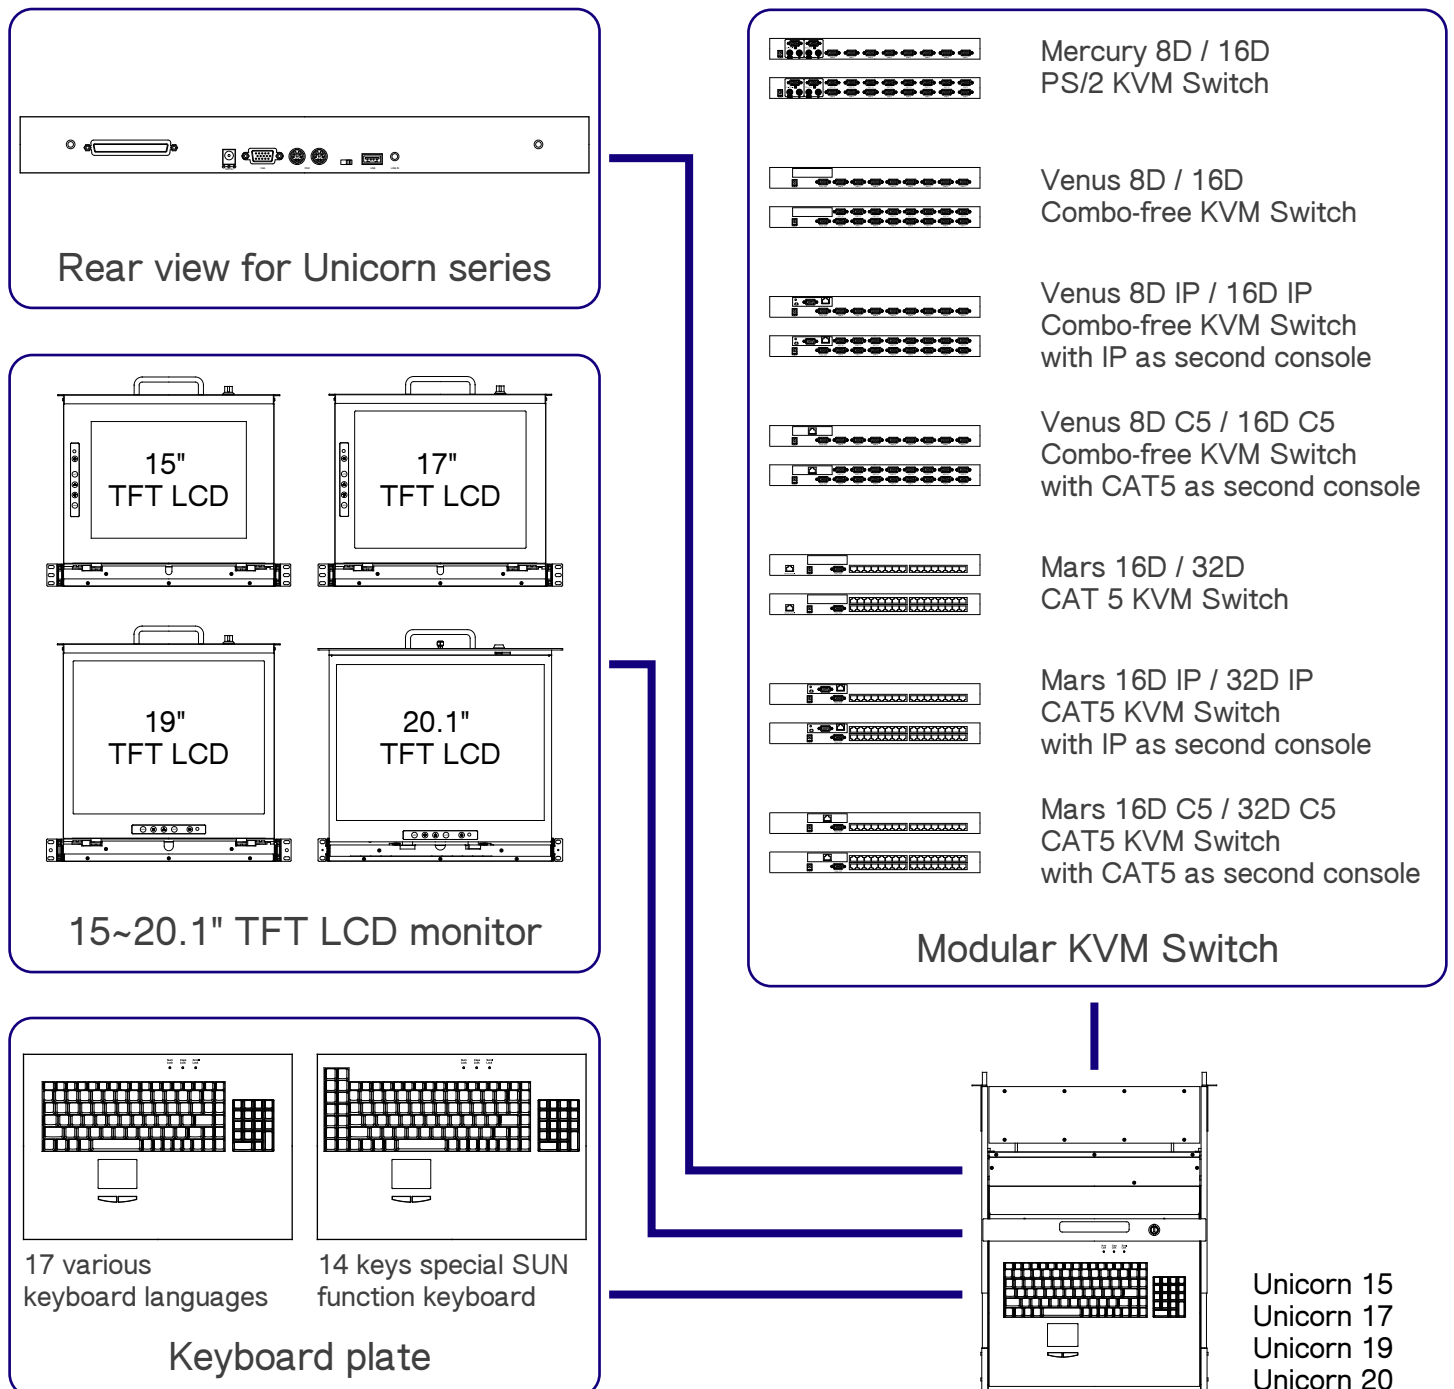 Rear view for Unicorn series
15"
TFT LCD
17"
TFT LCD
19"
TFT LCD
20.1"
TFT LCD
15~20.1" TFT LCD monitor
17 various
keyboard languages
14 keys special SUN
function keyboard
Keyboard plate
Mercury 8D / 16D
PS/2 KVM Switch
Venus 8D / 16D
Combo-free KVM Switch
Venus 8D IP / 16D IP
Combo-free KVM Switch
with IP as second console
Venus 8D C5 / 16D C5
Combo-free KVM Switch
with CAT5 as second console
Mars 16D / 32D
CAT 5 KVM Switch
Mars 16D IP / 32D IP
CAT5 KVM Switch
with IP as second console
Mars 16D C5 / 32D C5
CAT5 KVM Switch
with CAT5 as second console
Modular KVM Switch
Unicorn 15
Unicorn 17
Unicorn 19
Unicorn 20